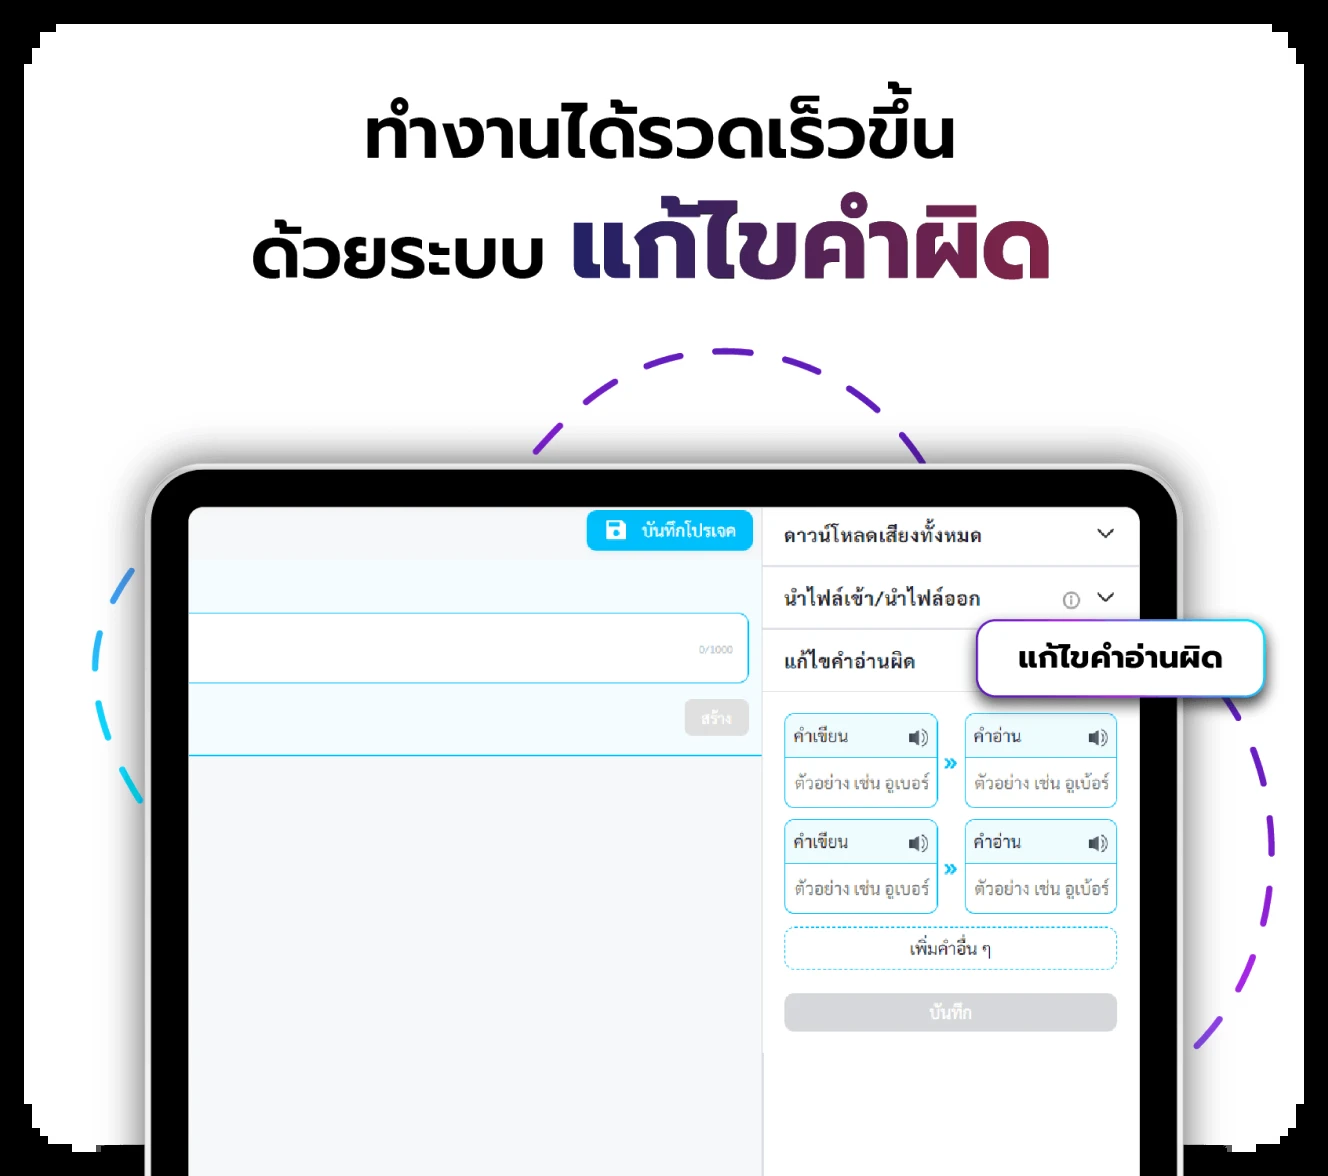 ทำงานได้รวดเร็วขึ้น
ด้วยระบบ แก้ไขคำผิด
บันทึกโปรเจค
0/1000
สร้าง
ดาวน์โหลดเสียงทั้งหมด
นำไฟล์เข้า/นำไฟล์ออก
แก้ไขคำอ่านผิด
แก้ไขคำอ่านผิด
คำเขียน
คำอ่าน
ตัวอย่าง เช่น อูเบอร์
ตัวอย่าง เช่น อูเบ้อร์
คำเขียน
คำอ่าน
ตัวอย่าง เช่น อูเบอร์
ตัวอย่าง เช่น อูเบ้อร์
เพิ่มคำอื่น ๆ
บันทึก